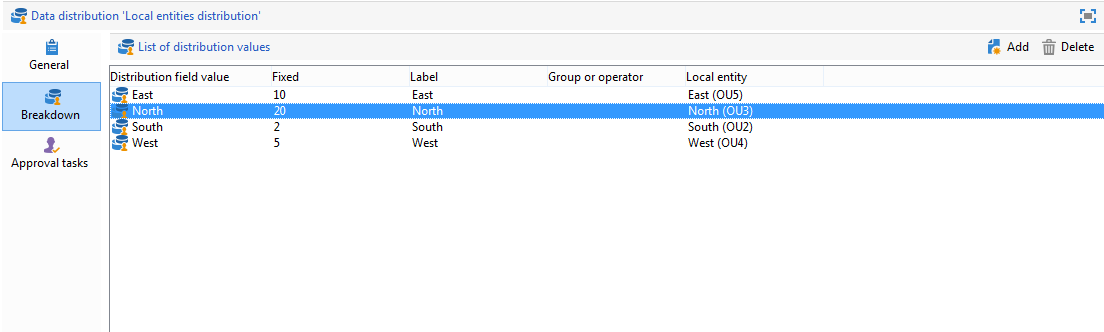 Data distribution 'Local entities distribution'
General
Breakdown
Approval tasks
List of distribution values
Add Delete
Distribution field value Fixed Label Group or operator Local entity
East 10 East East (OU5)
North 20 North North (OU3)
South 2 South South (OU2)
West 5 West West (OU4)